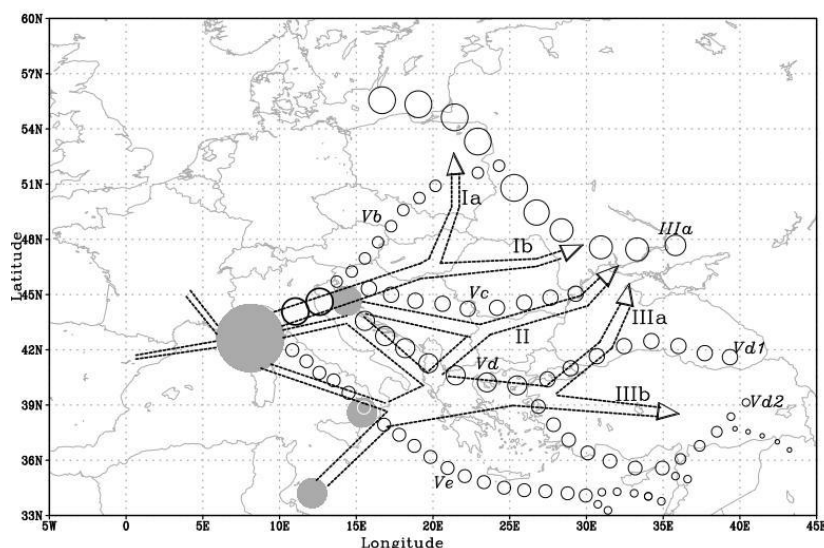 60N
57N
54N
51N
48N
45N
42N
39N
36N
33N
Latitude
Ia
Vb
Ib
IIIa
Vc
II
IIIa
Vd
Vd1
IIIb
Vd2
Ve
5W 0 5E 10E 15E 20E 25E 30E 35E 40E 45E
Longitude